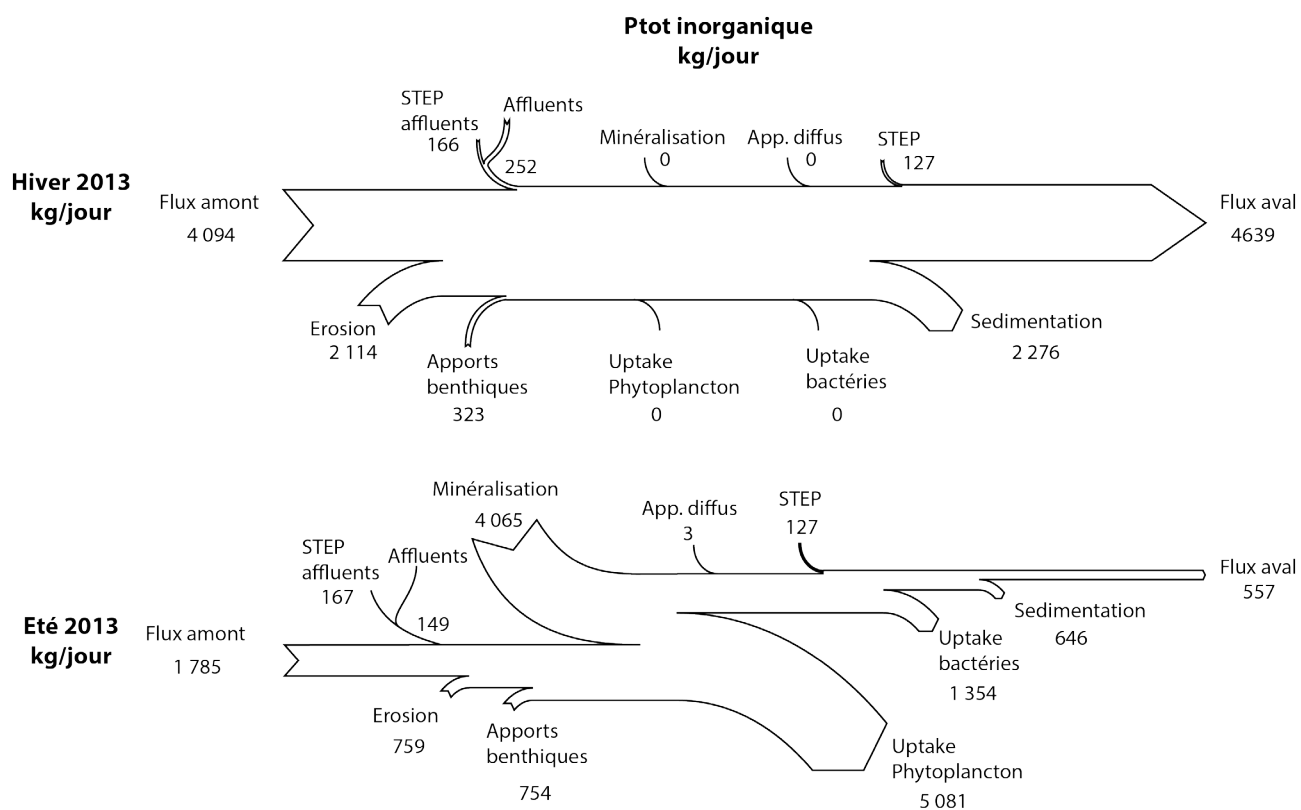 Ptot inorganique
kg/jour
Hiver 2013
kg/jour
Flux amont
4 094
STEP
affluents
166
Affluents
252
Minéralisation
0
App. diffus
0
STEP
127
Flux aval
4639
Erosion
2 114
Apports
benthiques
323
Uptake
Phytoplancton
0
Uptake
bactéries
0
Sedimentation
2 276
Eté 2013
kg/jour
Flux amont
1 785
STEP
affluents
167
Affluents
149
Minéralisation
4 065
App. diffus
3
STEP
127
Flux aval
557
Erosion
759
Apports
benthiques
754
Uptake
Phytoplancton
5 081
Uptake
bactéries
1 354
Sedimentation
646